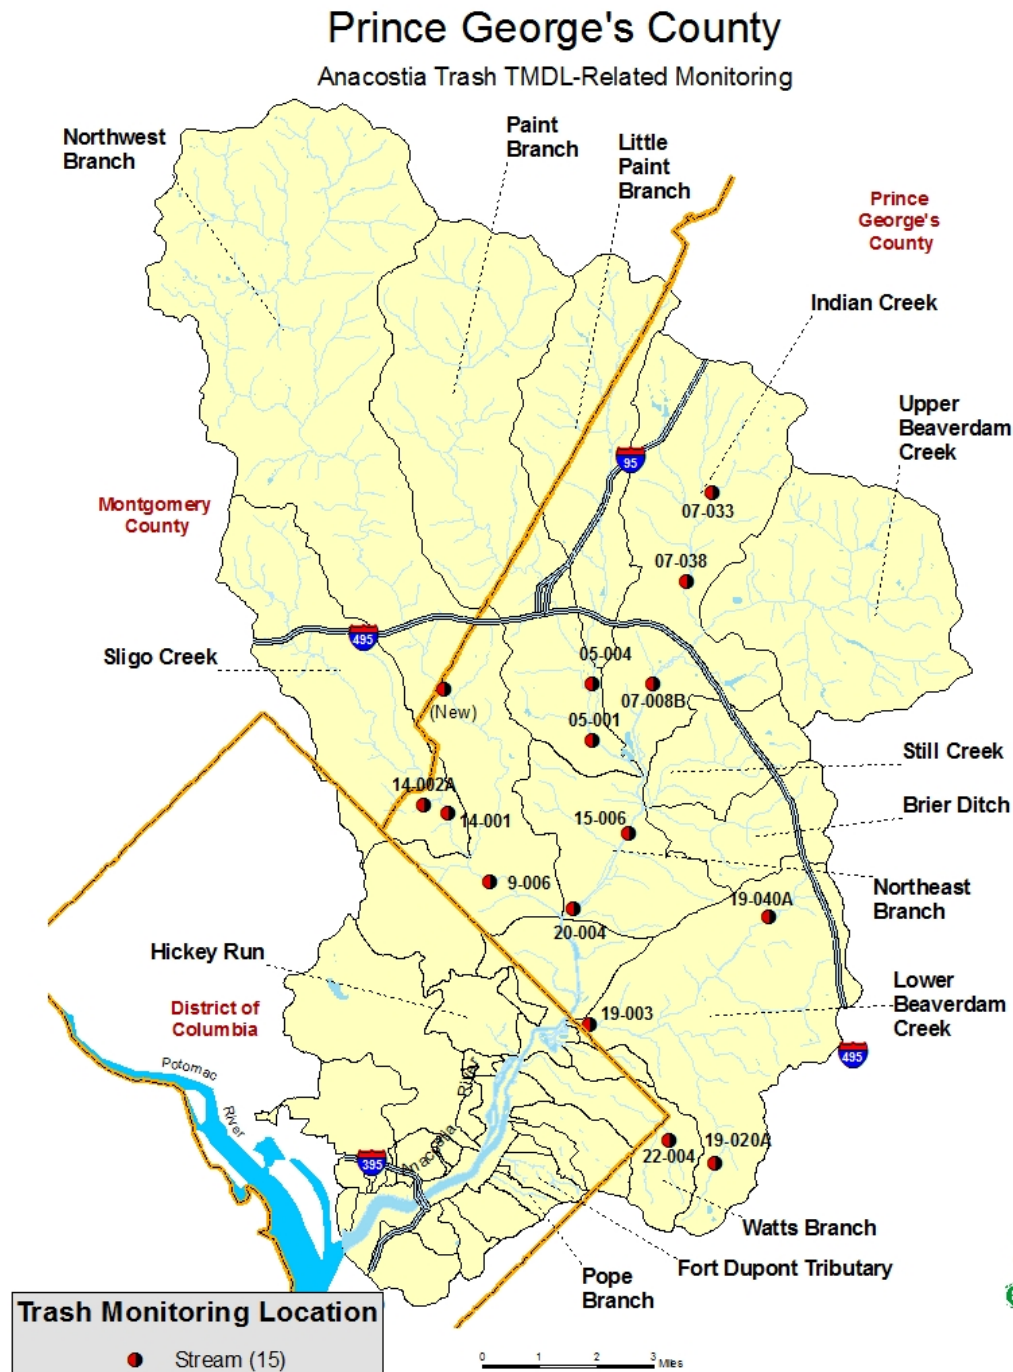 Prince George's County
Anacostia Trash TMDL-Related Monitoring
Northwest
Branch
Paint
Branch
Little
Paint
Branch
Prince
George's
County
Indian Creek
Upper
Beaverdam
Creek
95
07-033
Montgomery
County
07-038
495
Sligo Creek
05-004
07-008B
(New)
05-001
Still Creek
14-002A
14-001
15-006
Brier Ditch
9-006
Northeast
Branch
19-040A
20-004
Hickey Run
District of
Columbia
19-003
Lower
Beaverdam
Creek
495
Potomac
River
Anacostia
River
395
22-004
19-020A
Watts Branch
Fort Dupont Tributary
Pope
Branch
Trash Monitoring Location
Stream (15)
0 1 2 3 Miles